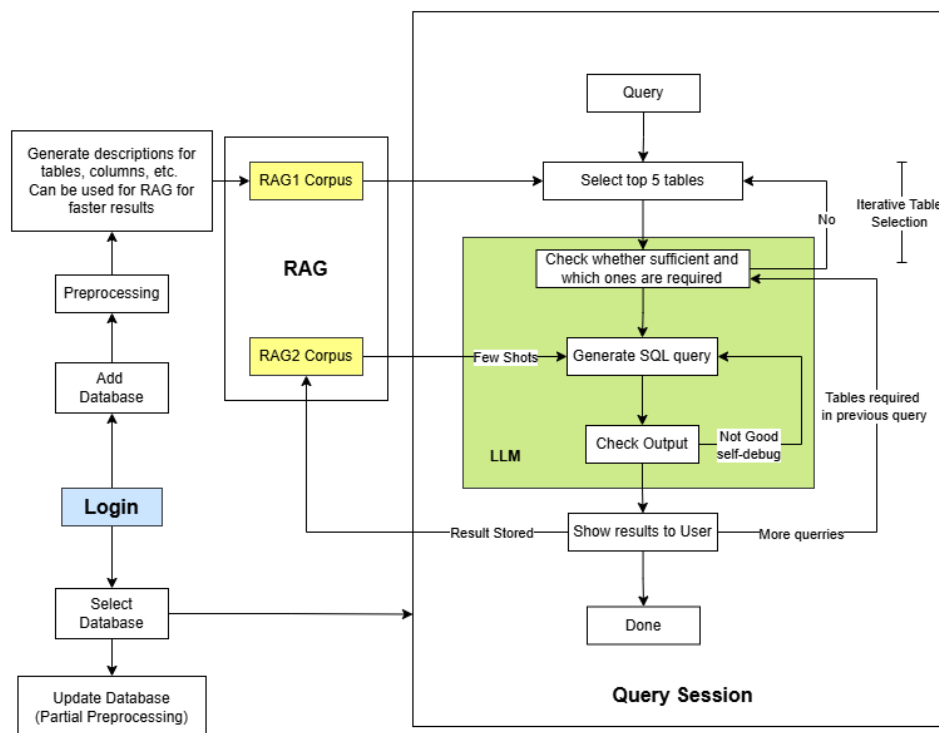 Query
Generate descriptions for
tables, columns, etc.
Can be used for RAG for
faster results
RAG1 Corpus
Select top 5 tables
No
Iterative Table
Selection
RAG
Check whether sufficient and
which ones are required
Preprocessing
RAG2 Corpus
Few Shots
Generate SQL query
Add
Database
Tables required
in previous query
Check Output
Not Good
self-debug
LLM
Login
Result Stored
Show results to User
More querries
Select
Database
Done
Update Database
(Partial Preprocessing)
Query Session